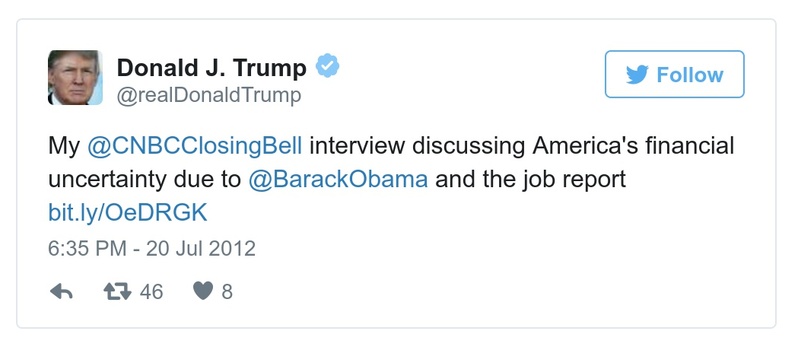 Donald J. Trump
@realDonaldTrump
Follow
My @CNBCClosingBell interview discussing America's financial
uncertainty due to @BarackObama and the job report
bit.ly/OeDRGK
6:35 PM - 20 Jul 2012
46 8